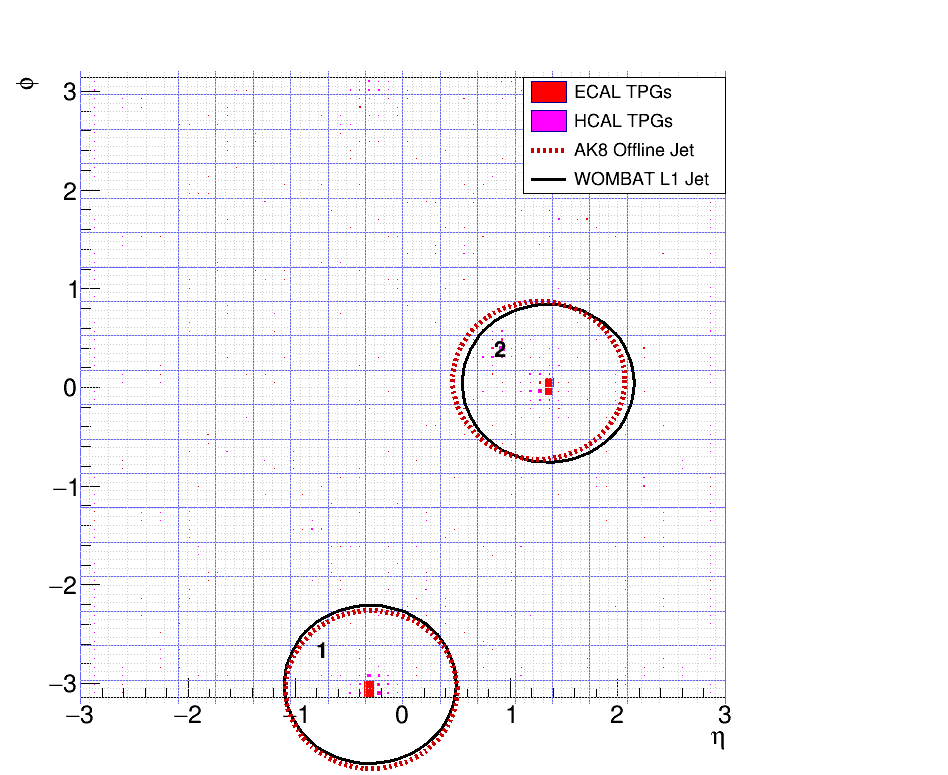 ϕ
3
2
1
0
−1
−2
−3
ECAL TPGs
HCAL TPGs
AK8 Offline Jet
WOMBAT L1 Jet
2
1
−3 −2 −1 0 1 2 3
η